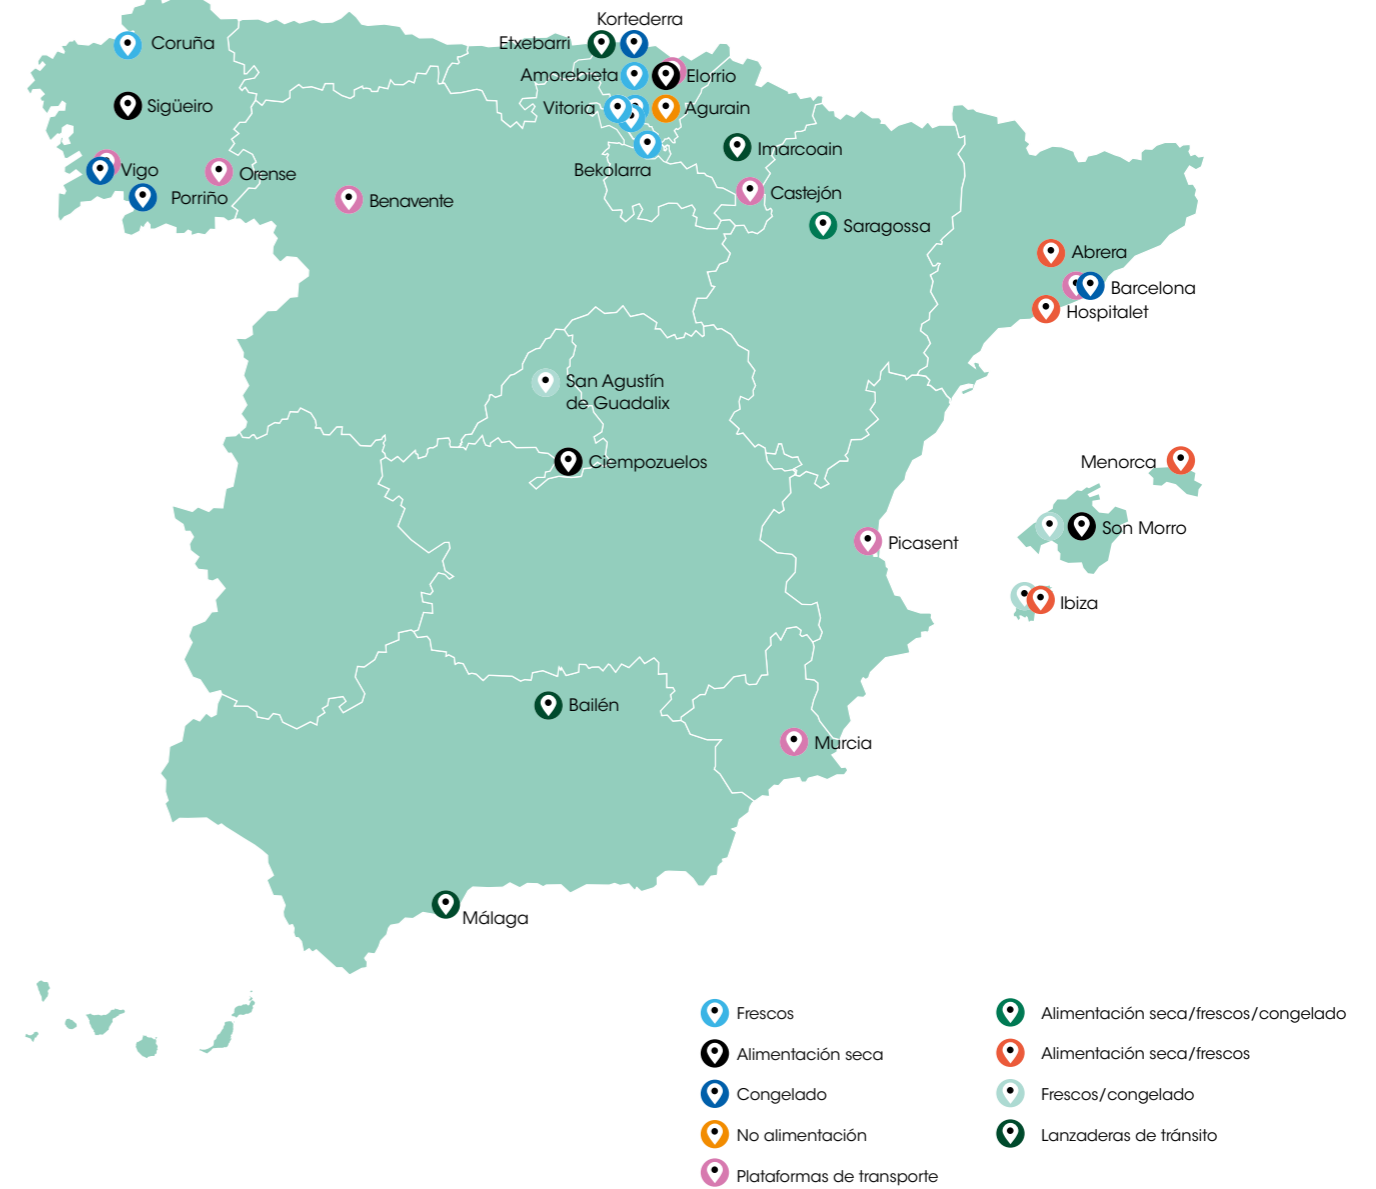 Kortederra
Coruña
Etxebarri
Amorebieta
Elorrio
Sigüeiro
Vitoria
Agurain
Imarcoain
Vigo
Orense
Bekolarra
Porriño
Benavente
Castejón
Saragossa
Abrera
Barcelona
Hospitalet
San Agustín
de Guadalix
Ciempozuelos
Menorca
Son Morro
Picasent
Ibiza
Bailén
Murcia
Málaga
Frescos
Alimentación seca
Congelado
No alimentación
Plataformas de transporte
Alimentación seca/frescos/congelado
Alimentación seca/frescos
Frescos/congelado
Lanzaderas de tránsito